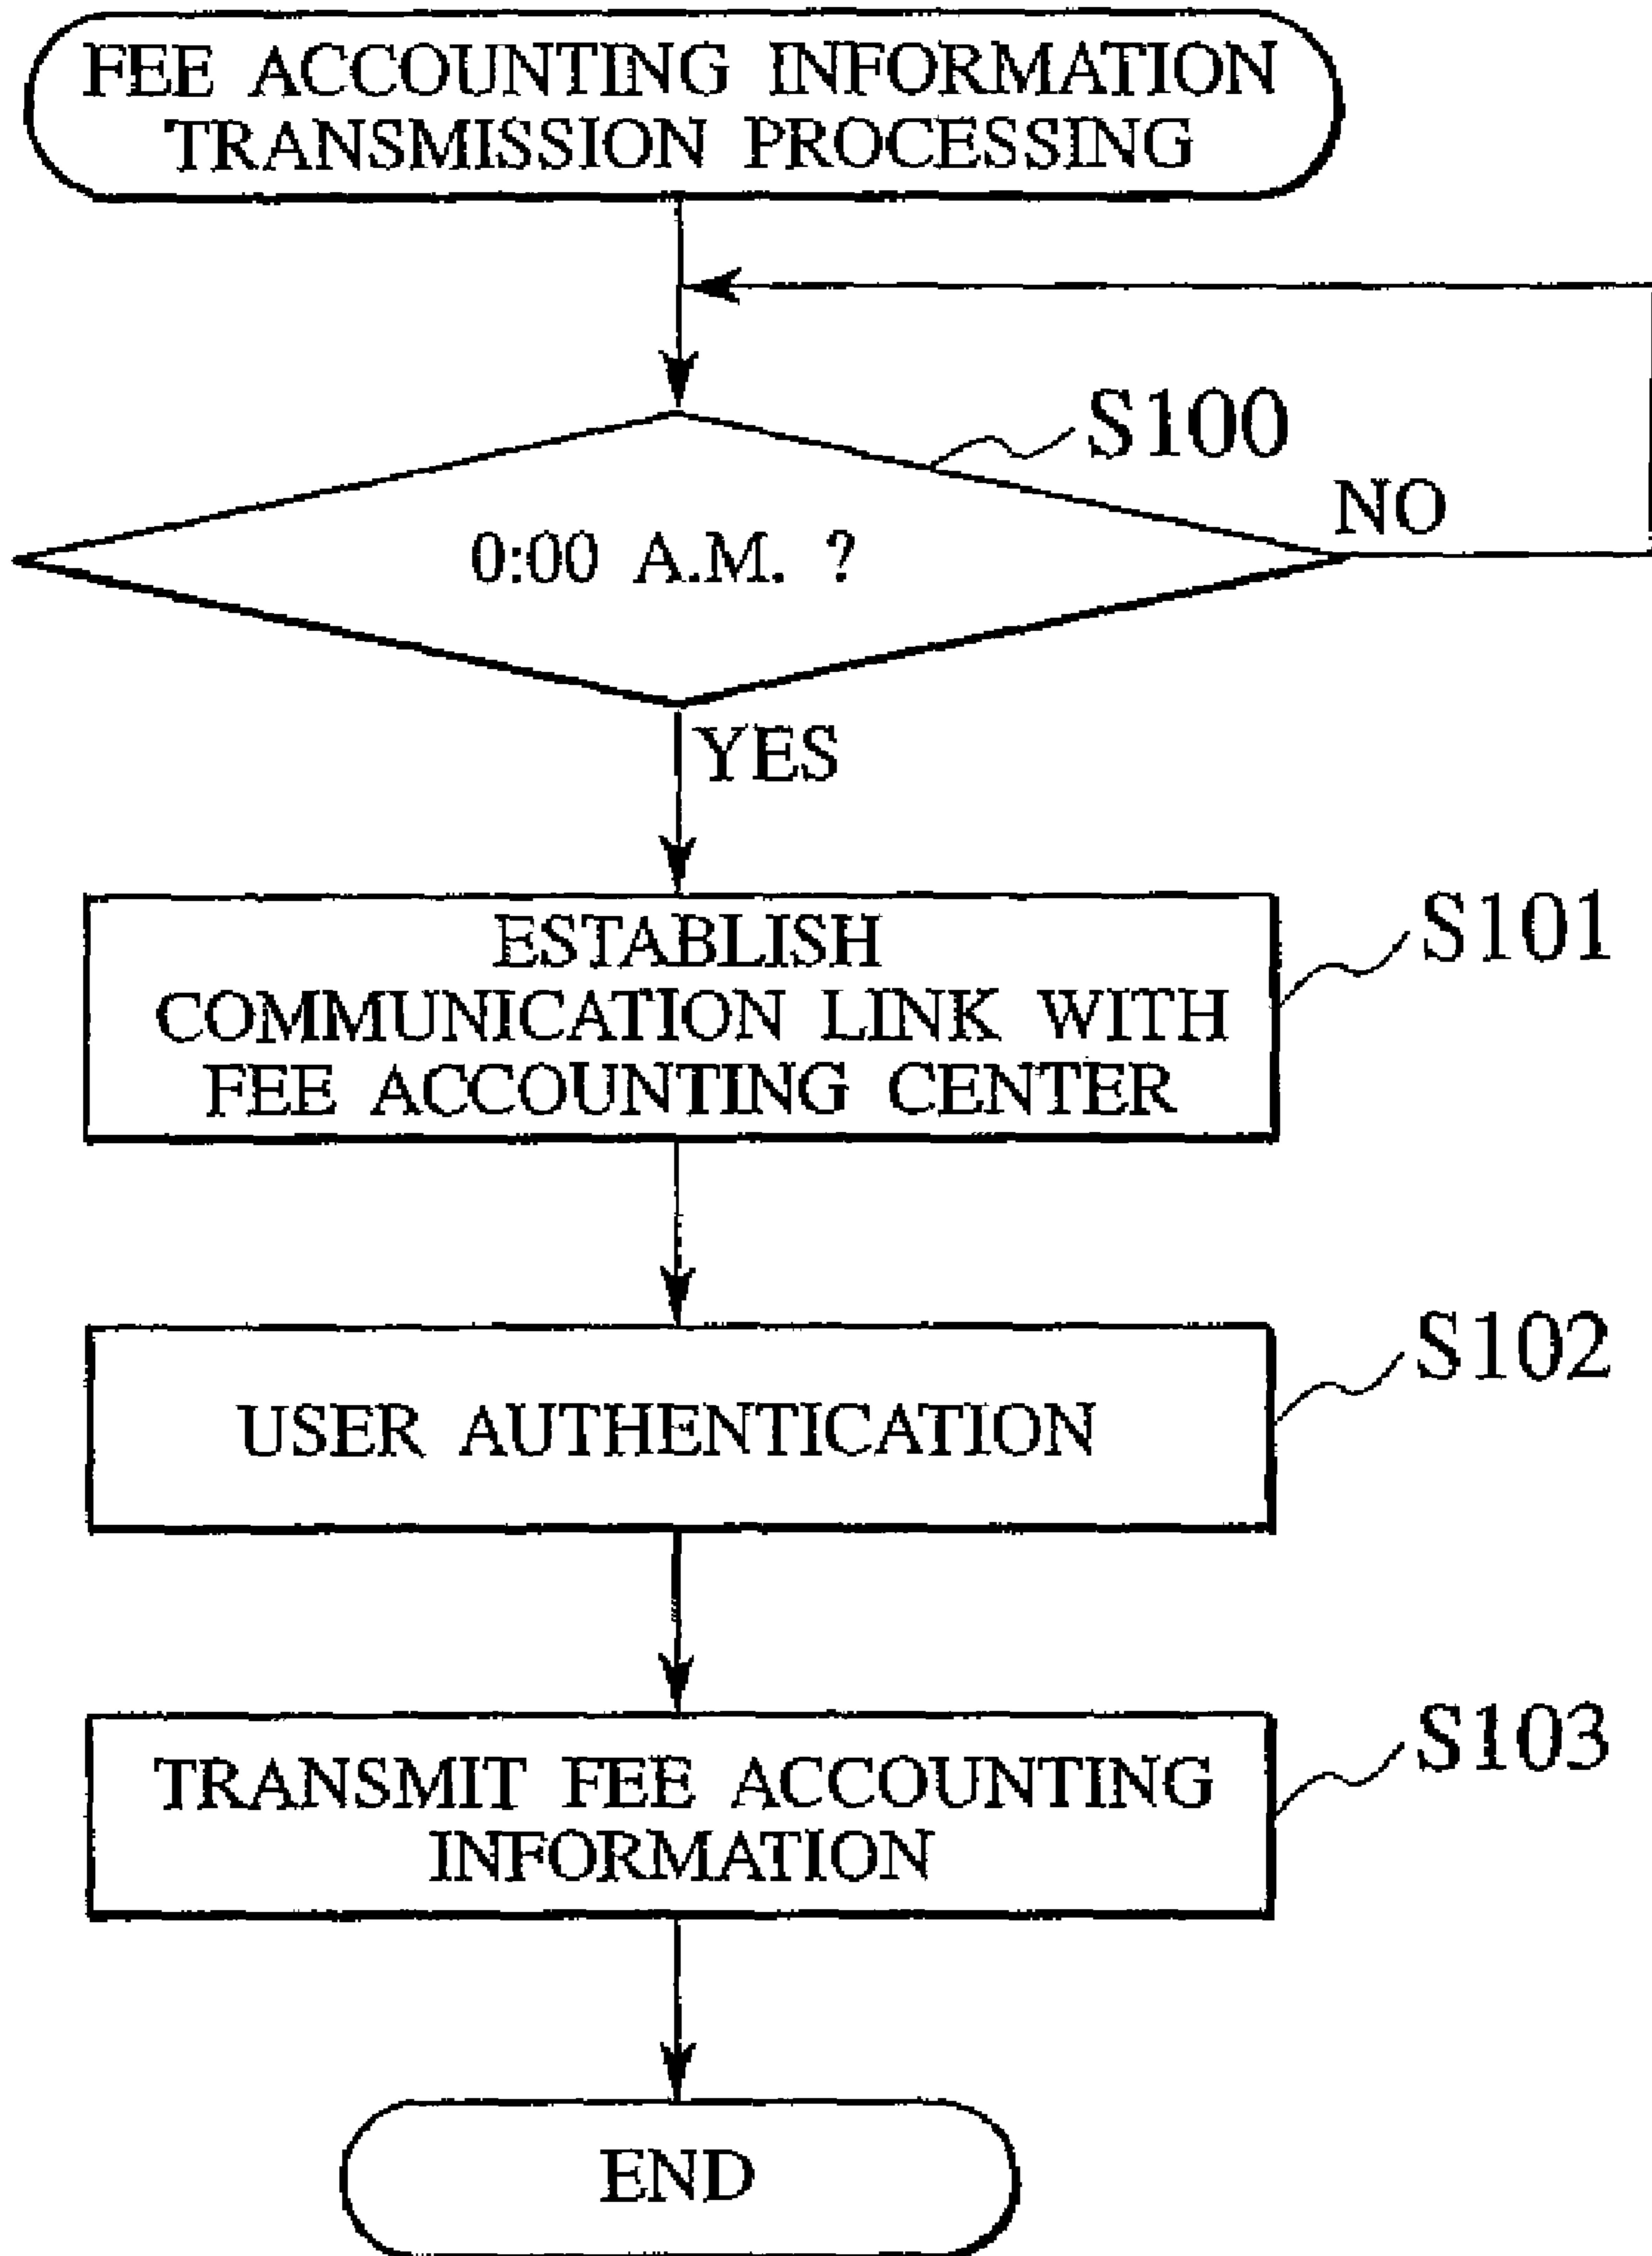 FEE ACCOUNTING INFORMATION
TRANSMISSION PROCESSING
S100
NO
0:00 A.M. ?
YES
ESTABLISH
COMMUNICATION LINK WITH
FEE ACCOUNTING CENTER
S101
USER AUTHENTICATION
S102
TRANSMIT FEE ACCOUNTING
INFORMATION
S103
END